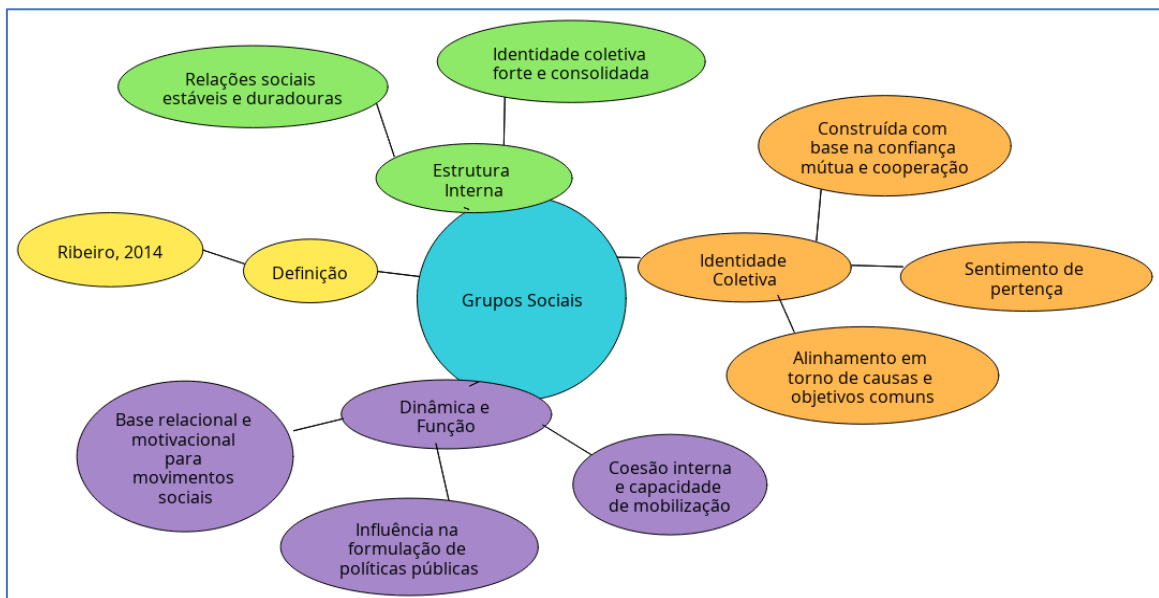 Relações sociais
estáveis e duradouras
Identidade coletiva
forte e consolidada
Estrutura
Interna
Construída com
base na confiança
mútua e cooperação
Ribeiro, 2014
Definição
Grupos Sociais
Identidade
Coletiva
Sentimento de
pertença
Alinhamento em
torno de causas e
objetivos comuns
Dinâmica e
Função
Base relacional e
motivacional
para
movimentos
sociais
Coesão interna
e capacidade
de mobilização
Influência na
formulação de
políticas públicas